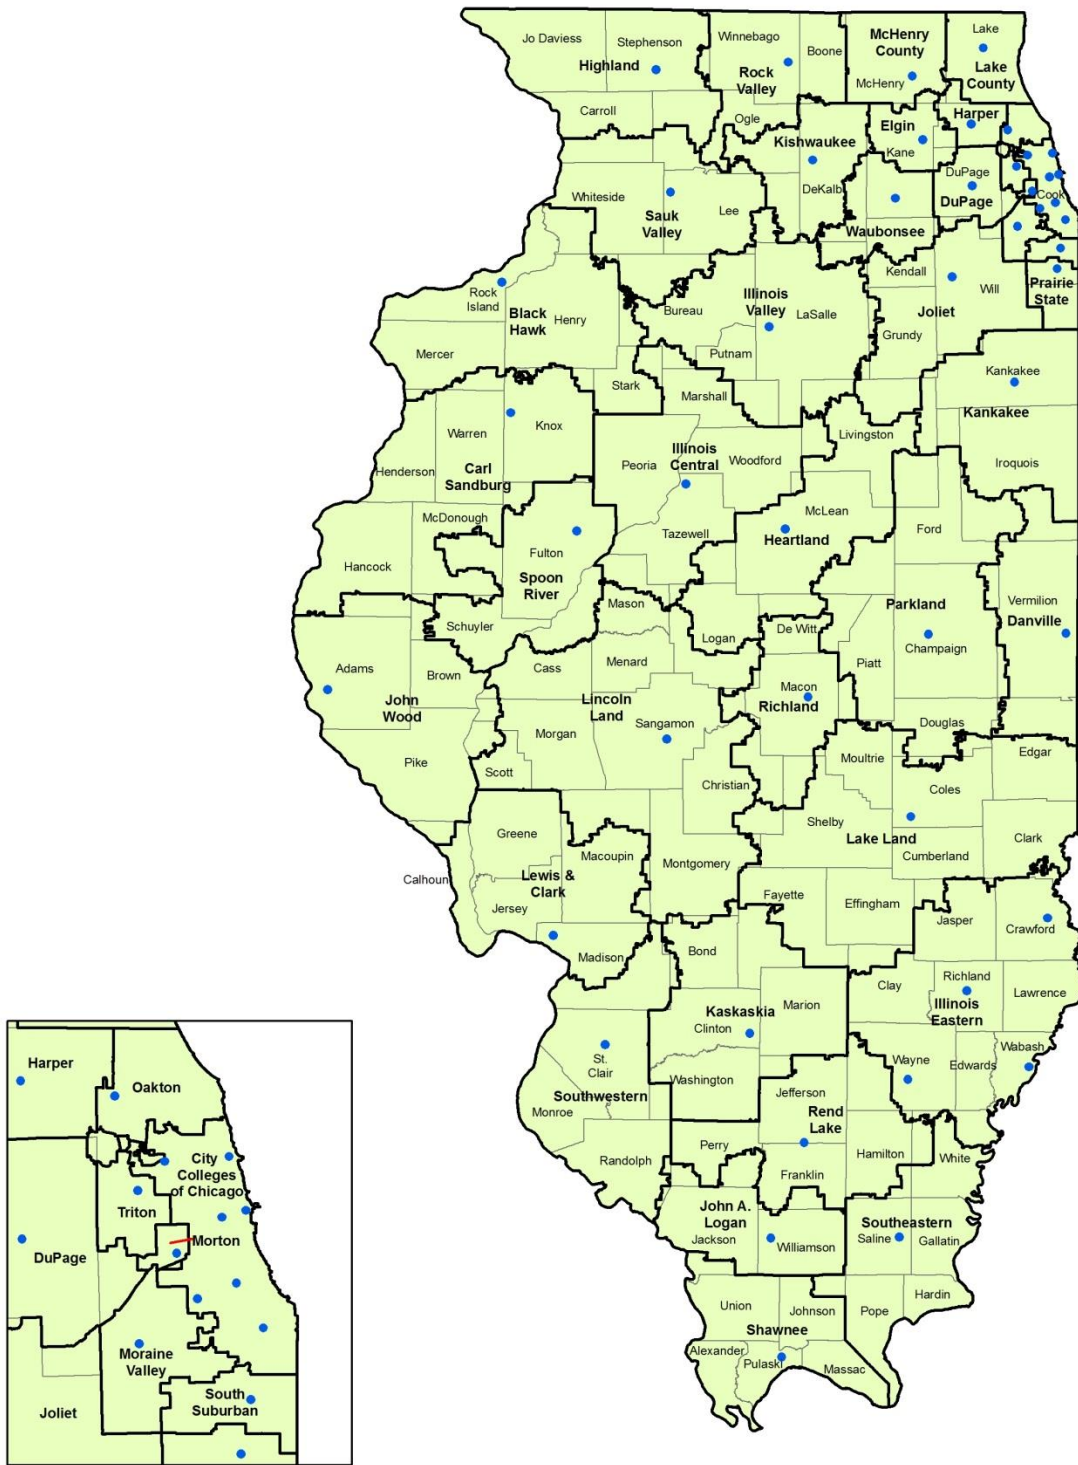 Jo Daviess
Stephenson
Highland
Carroll
Winnebago
Boone
Rock
Valley
Ogle
McHenry
County
McHenry
Lake
Lake
County
Harper
Elgin
Kane
Kishwaukee
DeKalb
DuPage
DuPage
Cook
Whiteside
Lee
Sauk
Valley
Waubonsee
Kendall
Will
Prairie
State
Joliet
Grundy
Rock
Island
Black
Hawk
Henry
Mercer
Bureau
Illinois
Valley
LaSalle
Putnam
Stark
Marshall
Kankakee
Kankakee
Iroquois
Livingston
Warren
Knox
Henderson
Carl
Sandburg
Peoria
Illinois
Central
Woodford
Tazewell
McLean
Heartland
Ford
McDonough
Hancock
Fulton
Spoon
River
Schuyler
Mason
Logan
De Witt
Parkland
Champaign
Piatt
Vermilion
Danville
Adams
Brown
John
Wood
Pike
Cass
Menard
Lincoln
Land
Sangamon
Morgan
Scott
Christian
Macon
Richland
Douglas
Moultrie
Edgar
Coles
Shelby
Lake Land
Cumberland
Clark
Greene
Macoupin
Montgomery
Calhoun
Lewis &
Clark
Jersey
Madison
Fayette
Effingham
Jasper
Crawford
Bond
Clay
Richland
Illinois
Eastern
Lawrence
Marion
Kaskaskia
Clinton
Washington
St.
Clair
Southwestern
Monroe
Randolph
Wayne
Edwards
Wabash
Jefferson
Rend
Lake
Perry
Franklin
Hamilton
White
John A.
Logan
Jackson
Williamson
Southeastern
Saline
Gallatin
Hardin
Pope
Union
Johnson
Shawnee
Alexander
Pulaski
Massac
Harper
Oakton
City
Colleges
of Chicago
Triton
Morton
DuPage
Moraine
Valley
South
Suburban
Joliet